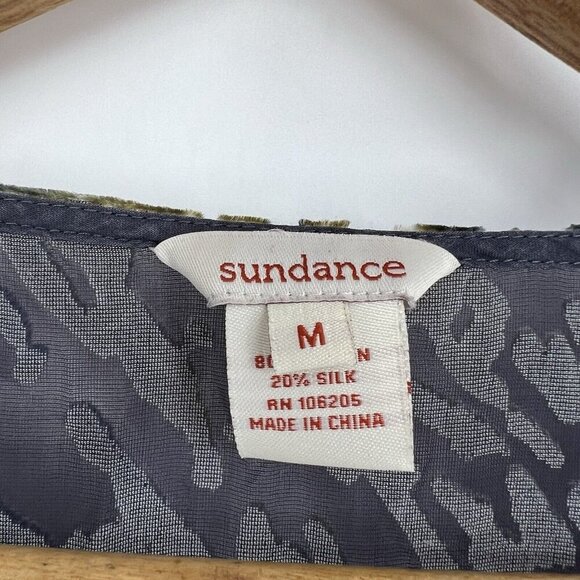 sundance
M
20% SILK
RN 106205
MADE IN CHINA